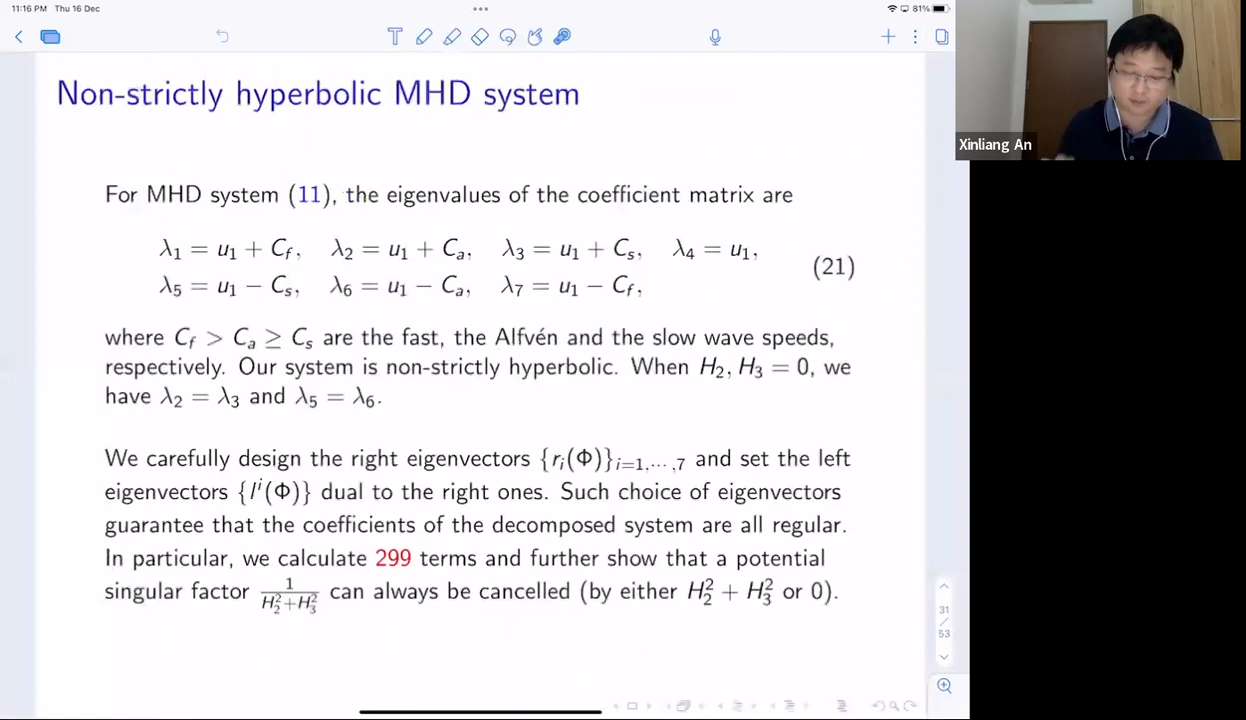 11:16 PM Thu 16 Dec
81%
Non-strictly hyperbolic MHD system
Xinliang An
For MHD system (11), the eigenvalues of the coefficient matrix are
λ₁ = u₁ + C_f, λ₂ = u₁ + Cₐ, λ₃ = u₁ + Cₛ, λ₄ = u₁,
λ₅ = u₁ − Cₛ, λ₆ = u₁ − Cₐ, λ₇ = u₁ − C_f,
(21)
where C_f > Cₐ ≥ Cₛ are the fast, the Alfvén and the slow wave speeds,
respectively. Our system is non-strictly hyperbolic. When H₂, H₃ = 0, we
have λ₂ = λ₃ and λ₅ = λ₆.
We carefully design the right eigenvectors {rᵢ(Φ)}ᵢ₌₁,⋯,₇ and set the left
eigenvectors {lⁱ(Φ)} dual to the right ones. Such choice of eigenvectors
guarantee that the coefficients of the decomposed system are all regular.
In particular, we calculate 299 terms and further show that a potential
singular factor 1/(H₂²+H₃²) can always be cancelled (by either H₂² + H₃² or 0).
31
/
53